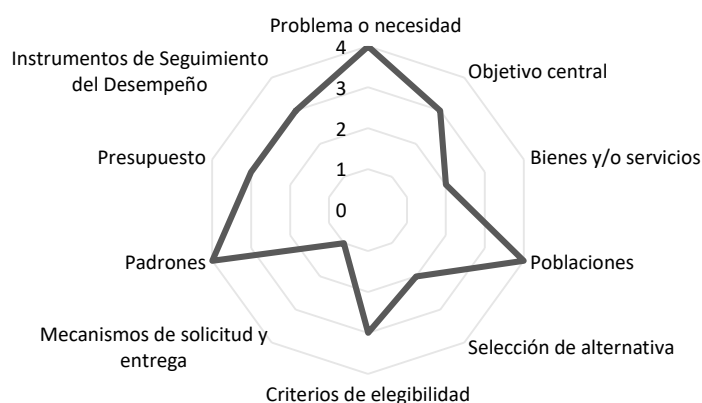 Problema o necesidad
Objetivo central
Bienes y/o servicios
Poblaciones
Selección de alternativa
Criterios de elegibilidad
Mecanismos de solicitud y
entrega
Padrones
Presupuesto
Instrumentos de Seguimiento
del Desempeño
4
3
2
1
0